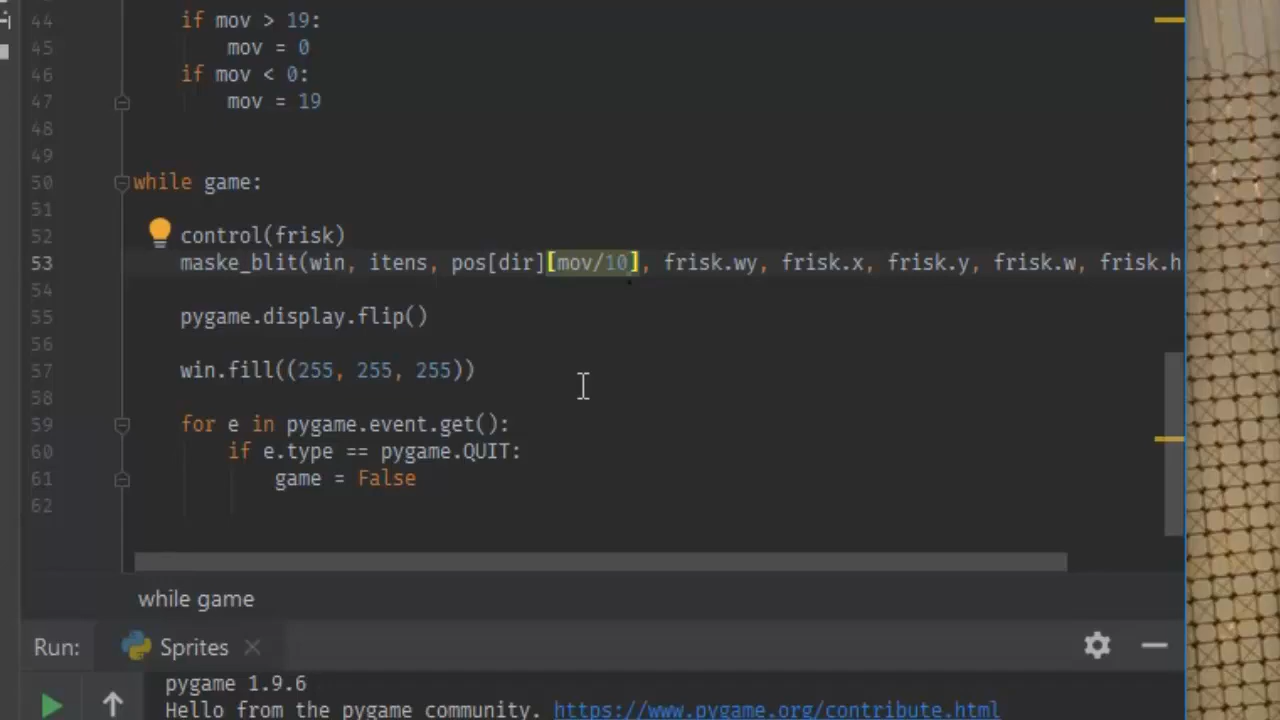 44 if mov > 19:
45 mov = 0
46 if mov < 0:
47 mov = 19
48
49
50 while game:
51
52 control(frisk)
53 maske_blit(win, itens, pos[dir][mov/10], frisk.wy, frisk.x, frisk.y, frisk.w, frisk.h
54
55 pygame.display.flip()
56
57 win.fill((255, 255, 255))
58
59 for e in pygame.event.get():
60 if e.type == pygame.QUIT:
61 game = False
62
while game
Run: Sprites
pygame 1.9.6
Hello from the pygame community. https://www.pygame.org/contribute.html